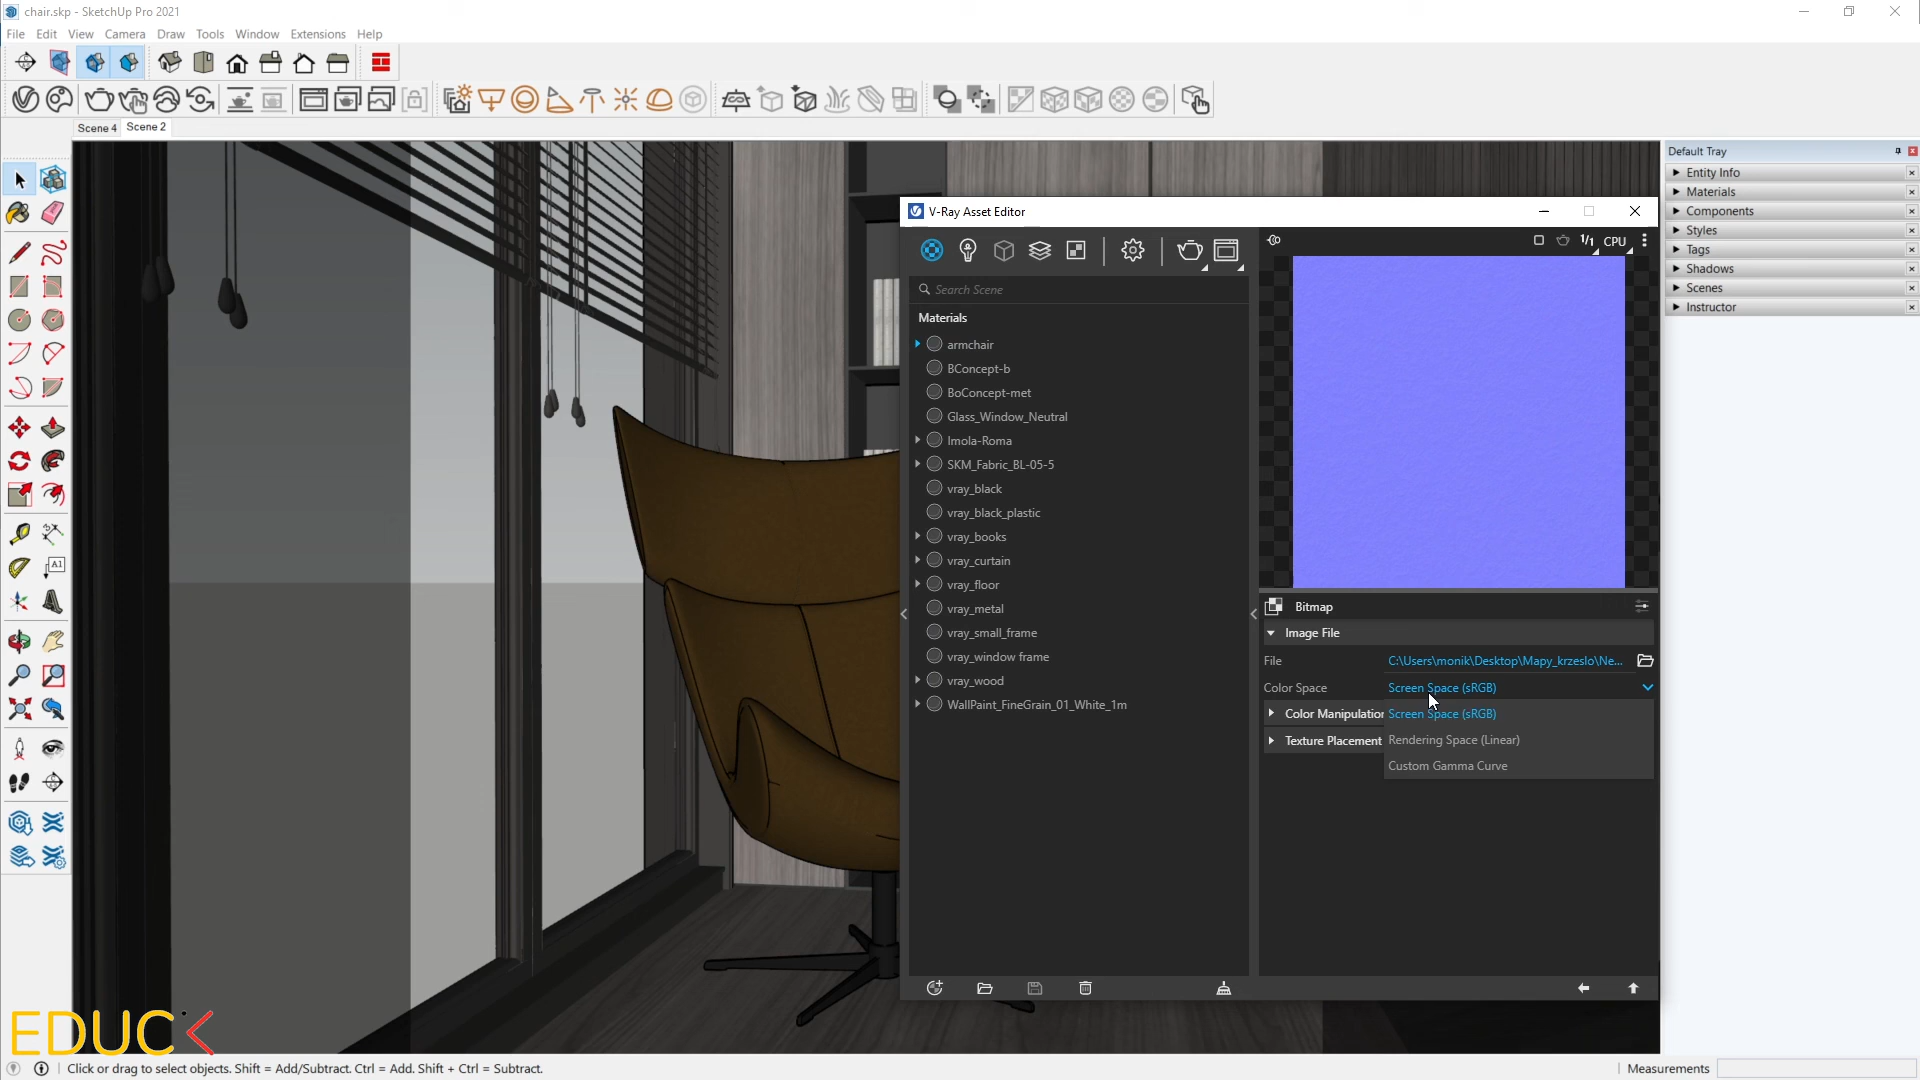 chair.skp - SketchUp Pro 2021
File Edit View Camera Draw Tools Window Extensions Help
Scene 4 Scene 2
Default Tray
Entity Info
Materials
Components
Styles
Tags
Shadows
Scenes
Instructor
V-Ray Asset Editor
1/1 CPU
Search Scene
Materials
armchair
BConcept-b
BoConcept-met
Glass_Window_Neutral
Imola-Roma
SKM_Fabric_BL-05-5
vray_black
vray_black_plastic
vray_books
vray_curtain
vray_floor
vray_metal
vray_small_frame
vray_window frame
vray_wood
WallPaint_FineGrain_01_White_1m
Bitmap
Image File
File C:\Users\monik\Desktop\Mapy_krzeslo\Ne...
Color Space Screen Space (sRGB)
Color Manipulation Screen Space (sRGB)
Texture Placement Rendering Space (Linear)
Custom Gamma Curve
A1
EDUC
Click or drag to select objects. Shift = Add/Subtract. Ctrl = Add. Shift + Ctrl = Subtract.
Measurements